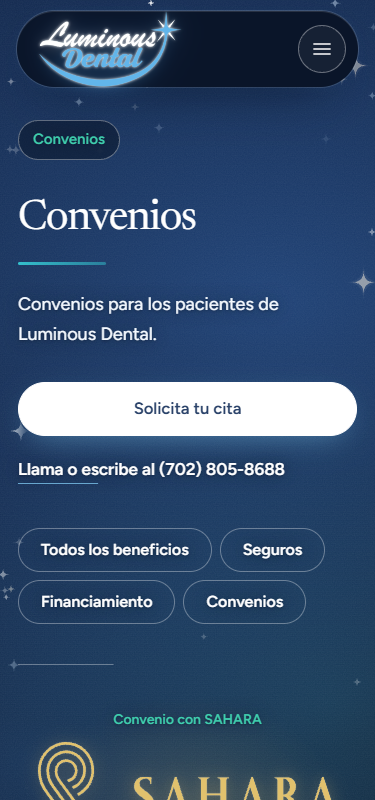 Luminous
Dental
Convenios
Convenios
Convenios para los pacientes de
Luminous Dental.
Solicita tu cita
Llama o escribe al (702) 805-8688
Todos los beneficios
Seguros
Financiamiento
Convenios
Convenio con SAHARA
SAHARA